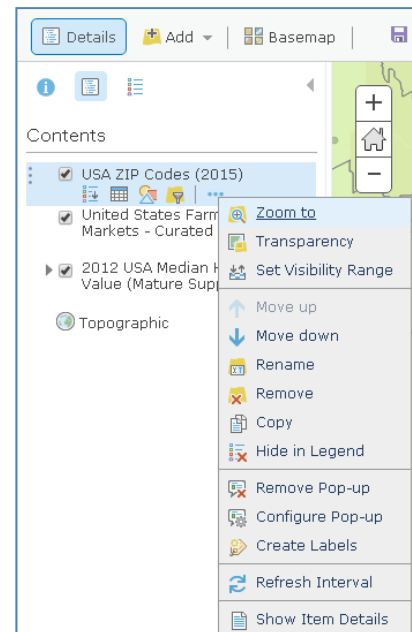 Details Add Basemap
Contents
USA ZIP Codes (2015)
United States Farm
Markets - Curated
2012 USA Median H
Value (Mature Sup
Topographic
Zoom to
Transparency
Set Visibility Range
Move up
Move down
Rename
Remove
Copy
Hide in Legend
Remove Pop-up
Configure Pop-up
Create Labels
Refresh Interval
Show Item Details